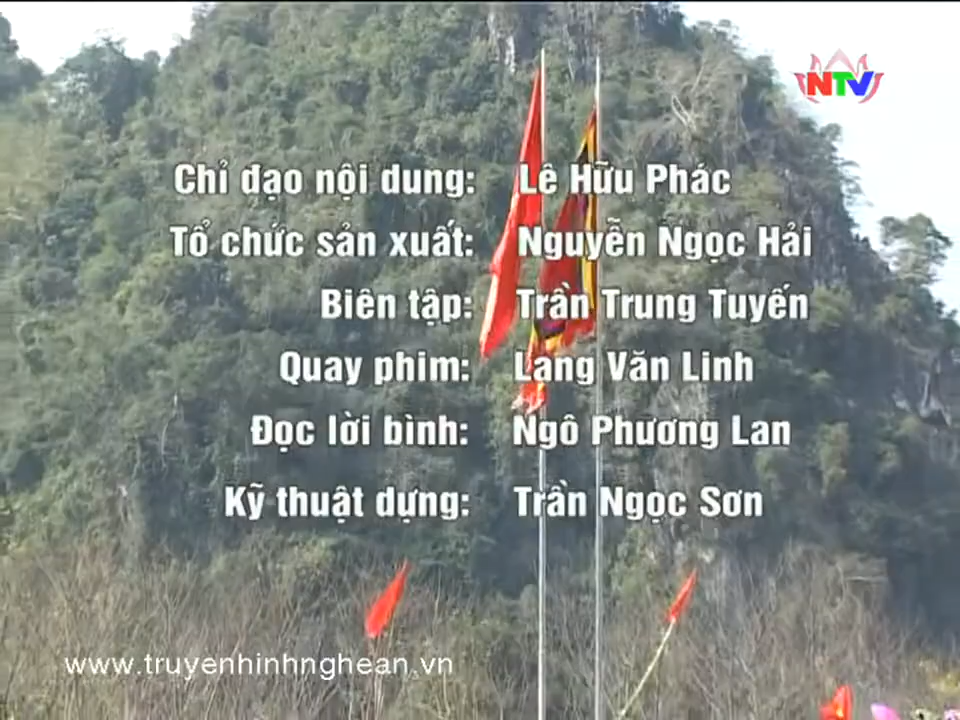 NTV
Chỉ đạo nội dung: Lê Hữu Phác
Tổ chức sản xuất: Nguyễn Ngọc Hải
Biên tập: Trần Trung Tuyến
Quay phim: Lang Văn Linh
Đọc lời bình: Ngô Phương Lan
Kỹ thuật dựng: Trần Ngọc Sơn
www.truyenhinhnghean.vn